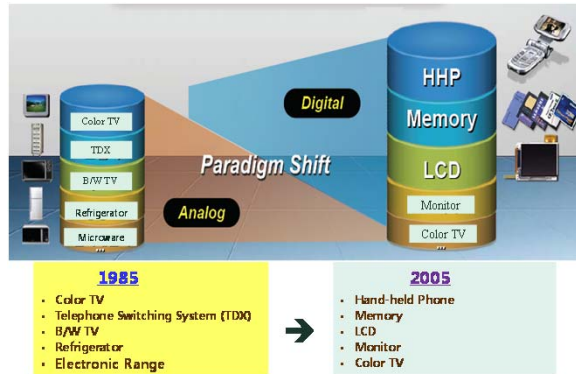 Color TV
TDX
B/W TV
Refrigerator
Microware
...
Digital
Paradigm Shift
Analog
HHP
Memory
LCD
Monitor
Color TV
...
1985
• Color TV
• Telephone Switching System (TDX)
• B/W TV
• Refrigerator
• Electronic Range
➔
2005
• Hand-held Phone
• Memory
• LCD
• Monitor
• Color TV